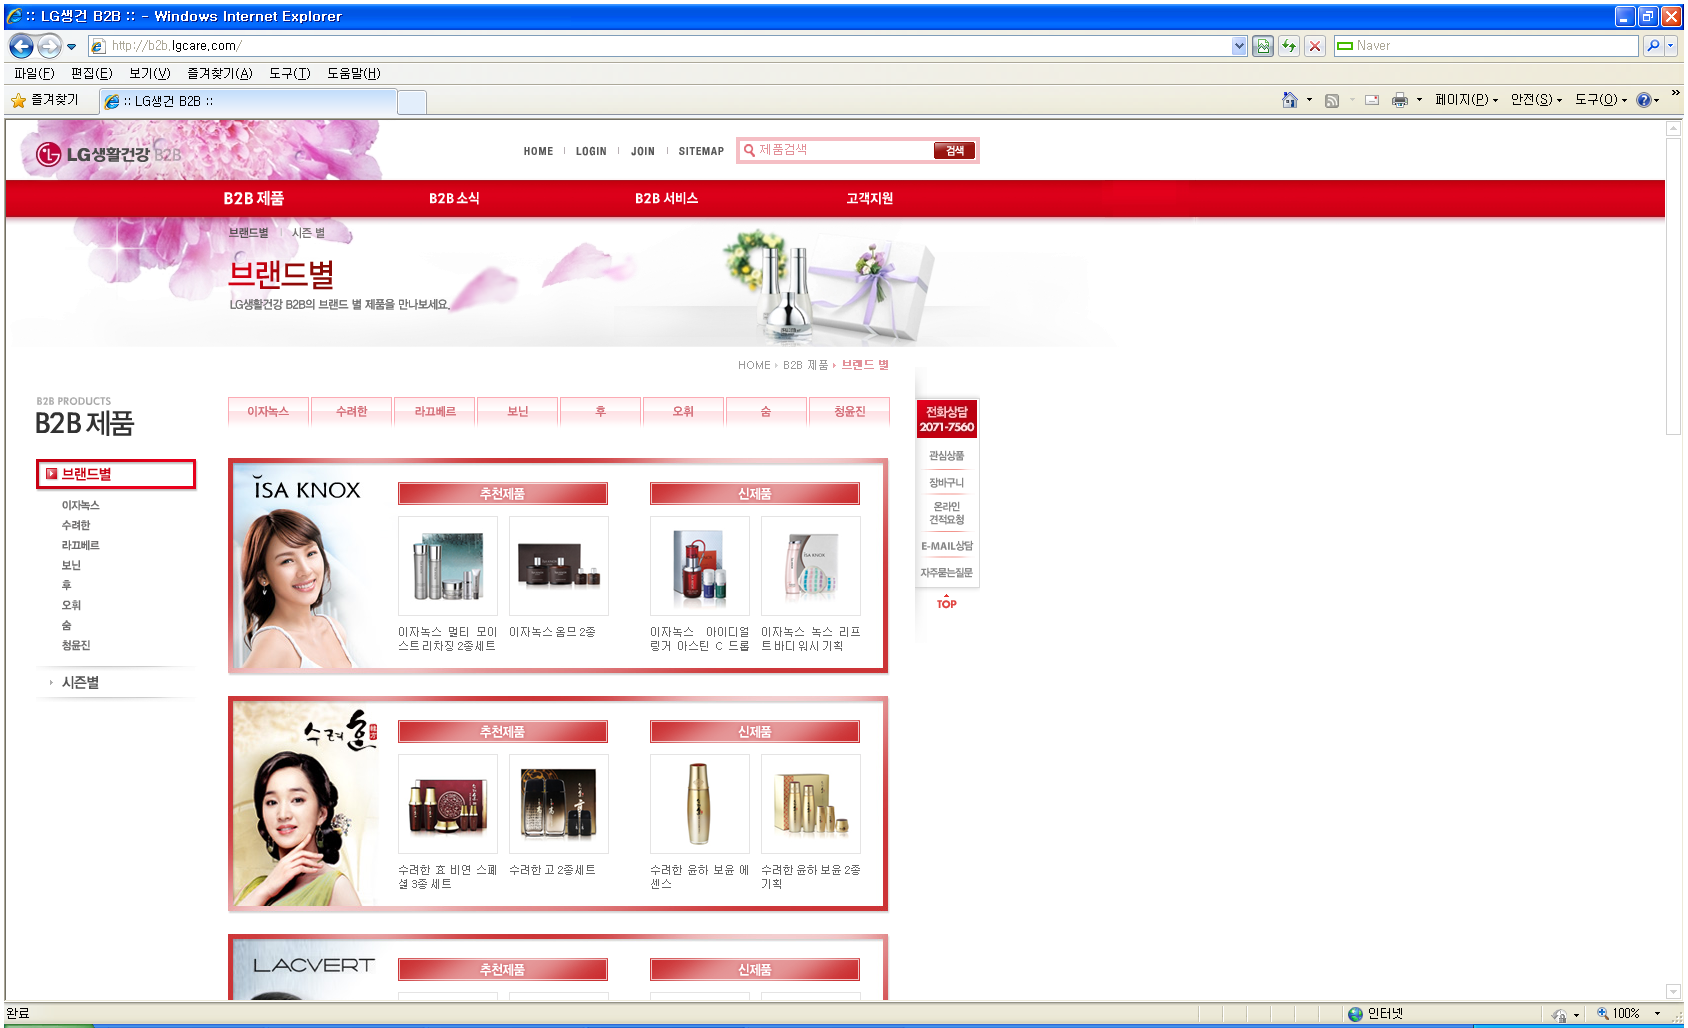 :: LG생건 B2B :: - Windows Internet Explorer
http://b2b.lgcare.com/
Naver
파일(F) 편집(E) 보기(V) 즐겨찾기(A) 도구(T) 도움말(H)
즐겨찾기
:: LG생건 B2B ::
페이지(P) 안전(S) 도구(O)
LG생활건강 B2B
HOME LOGIN JOIN SITEMAP
제품검색
검색
B2B 제품 B2B 소식 B2B 서비스 고객지원
브랜드별 시즌 별
브랜드별
LG생활건강 B2B의 브랜드 별 제품을 만나보세요.
HOME B2B 제품 브랜드 별
B2B PRODUCTS
B2B 제품
브랜드별
이자녹스
수려한
라끄베르
보닌
후
오휘
숨
청윤진
시즌별
이자녹스 수려한 라끄베르 보닌 후 오휘 숨 청윤진
ISA KNOX
추천제품
신제품
이자녹스 멀티 모이
스트리차징 2종세트
이자녹스 옴므 2종
이자녹스 아이디얼
링거 아스틴 C 드롭
이자녹스 녹스 리프
트 바디 워시 기획
수려한
추천제품
신제품
수려한 효 비연 스페
셜 3종 세트
수려한 고 2종세트
수려한 윤하 보윤 에
센스
수려한 윤하 보윤 2종
기획
LACVERT
추천제품
신제품
전화상담
2071-7560
관심상품
장바구니
온라인
견적요청
E-MAIL상담
자주묻는질문
TOP
완료
인터넷
100%